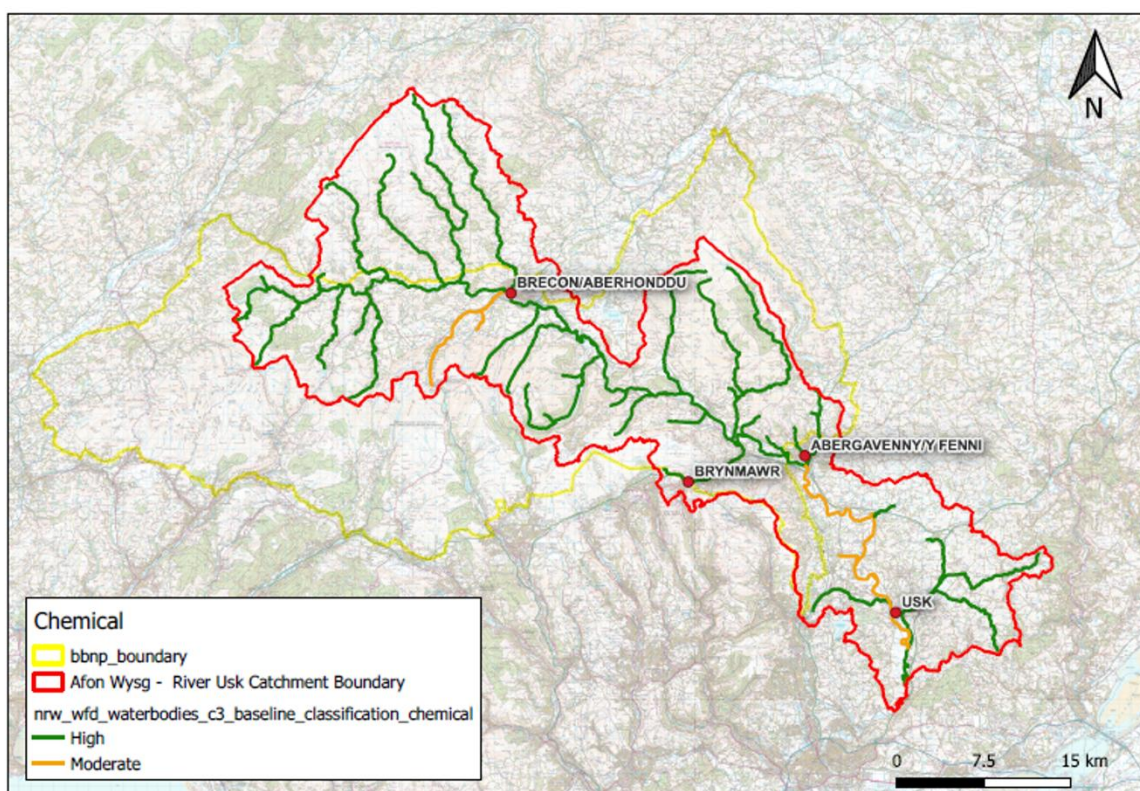 N
BRECON/ABERHONDDU
ABERGAVENNY/Y FENNI
BRYNMAWR
USK
Chemical
bbnp_boundary
Afon Wysg - River Usk Catchment Boundary
nrw_wfd_waterbodies_c3_baseline_classification_chemical
High
Moderate
0 7.5 15 km